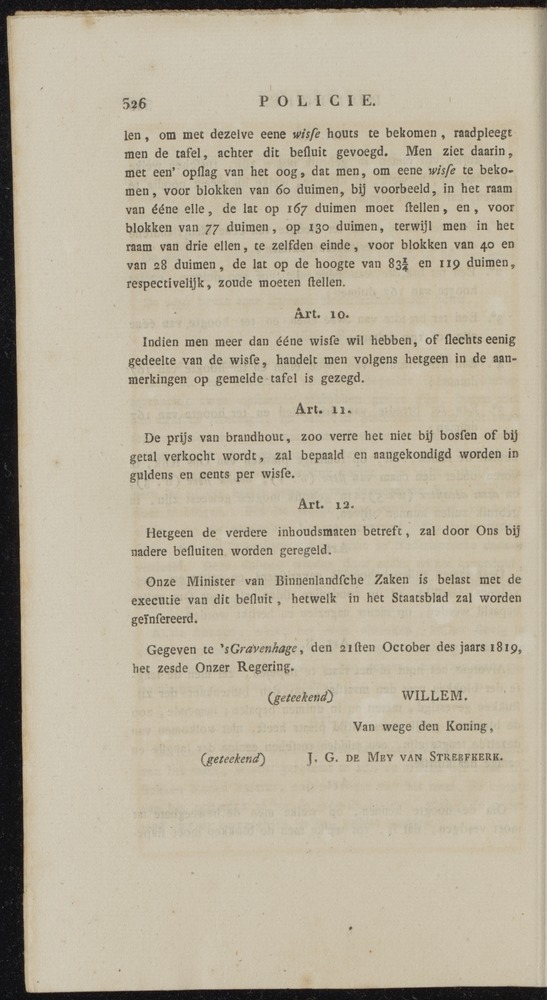 526 POLICIE.
len, om met dezelve eene wisſe houts te bekomen, raadpleegt
men de tafel, achter dit beſluit gevoegd. Men ziet daarin,
met een' opſlag van het oog, dat men, om eene wisſe te beko-
men, voor blokken van 60 duimen, bij voorbeeld, in het raam
van ééne elle, de lat op 167 duimen moet ſtellen, en, voor
blokken van 77 duimen, op 130 duimen, terwijl men in het
raam van drie ellen, te zelfden einde, voor blokken van 40 en
van 28 duimen, de lat op de hoogte van 83¾ en 119 duimen,
respectivelijk, zoude moeten ſtellen.
Art. 10.
Indien men meer dan ééne wisſe wil hebben, of ſlechts eenig
gedeelte van de wisſe, handelt men volgens hetgeen in de aan-
merkingen op gemelde tafel is gezegd.
Art. 11.
De prijs van brandhout, zoo verre het niet bij bosſen of bij
getal verkocht wordt, zal bepaald en aangekondigd worden in
guldens en cents per wisſe.
Art. 12.
Hetgeen de verdere inhoudsmaten betreft, zal door Ons bij
nadere beſluiten worden geregeld.
Onze Minister van Binnenlandſche Zaken is belast met de
executie van dit beſluit, hetwelk in het Staatsblad zal worden
geïnſereerd.
Gegeven te 'sGravenhage, den 21ſten October des jaars 1819,
het zesde Onzer Regering.
(geteekend) WILLEM.
Van wege den Koning,
(geteekend) J. G. DE MEY VAN STREEFKERK.